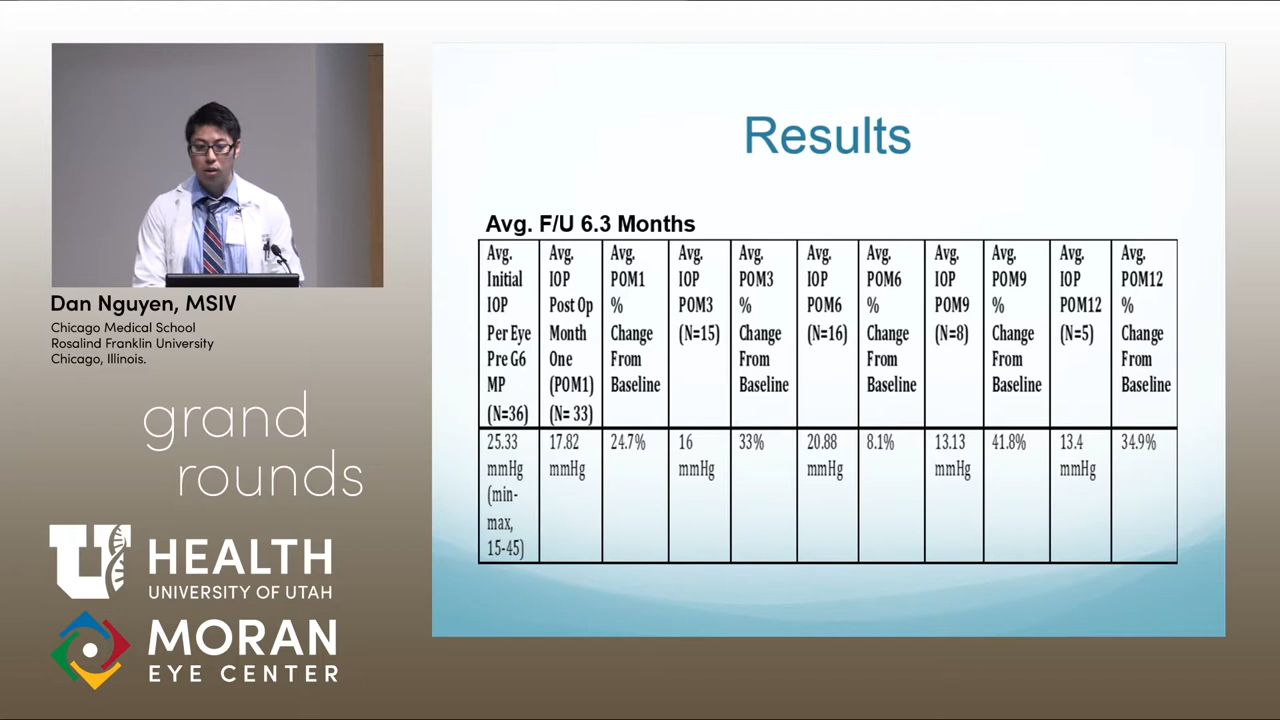 Results
Avg. F/U 6.3 Months
Avg.
Initial
IOP
Per Eye
Pre G6
MP
(N=36)
Avg.
IOP
Post Op
Month
One
(POM1)
(N= 33)
Avg.
POM1
%
Change
From
Baseline
Avg.
IOP
POM3
(N=15)
Avg.
POM3
%
Change
From
Baseline
Avg.
IOP
POM6
(N=16)
Avg.
POM6
%
Change
From
Baseline
Avg.
IOP
POM9
(N=8)
Avg.
POM9
%
Change
From
Baseline
Avg.
IOP
POM12
(N=5)
Avg.
POM12
%
Change
From
Baseline
25.33
mmHg
(min-
max,
15-45)
17.82
mmHg
24.7%
16
mmHg
33%
20.88
mmHg
8.1%
13.13
mmHg
41.8%
13.4
mmHg
34.9%
Dan Nguyen, MSIV
Chicago Medical School
Rosalind Franklin University
Chicago, Illinois.
grand
rounds
U HEALTH
UNIVERSITY OF UTAH
MORAN
EYE CENTER